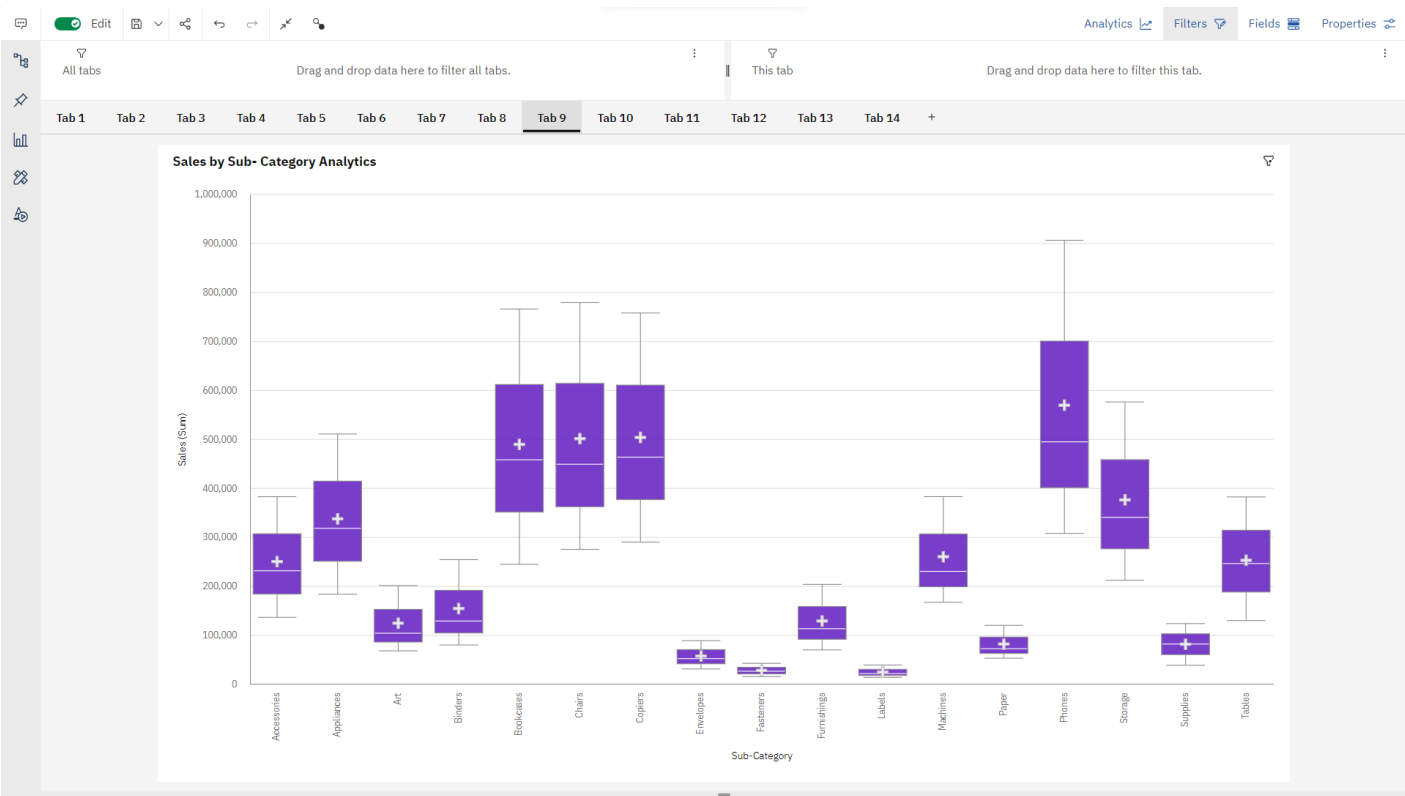 Edit
Analytics
Filters
Fields
Properties
All tabs
Drag and drop data here to filter all tabs.
This tab
Drag and drop data here to filter this tab.
Tab 1 Tab 2 Tab 3 Tab 4 Tab 5 Tab 6 Tab 7 Tab 8 Tab 9 Tab 10 Tab 11 Tab 12 Tab 13 Tab 14 +
Sales by Sub- Category Analytics
1,000,000
900,000
800,000
700,000
600,000
500,000
400,000
300,000
200,000
100,000
0
Sales (Sum)
Accessories
Appliances
Art
Binders
Bookcases
Chairs
Copiers
Envelopes
Fasteners
Furnishings
Labels
Machines
Paper
Phones
Storage
Supplies
Tables
Sub-Category